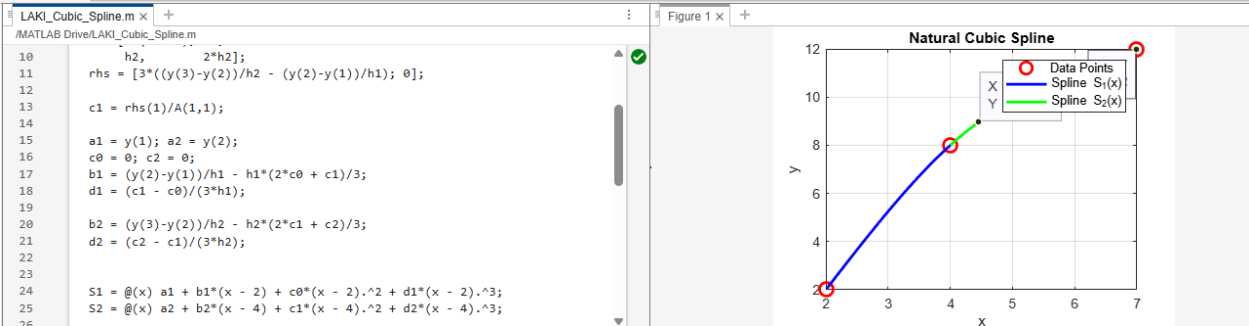 LAKI_Cubic_Spline.m × +
/MATLAB Drive/LAKI_Cubic_Spline.m
10 h2, 2*h2];
11 rhs = [3*((y(3)-y(2))/h2 - (y(2)-y(1))/h1); 0];
12
13 c1 = rhs(1)/A(1,1);
14
15 a1 = y(1); a2 = y(2);
16 c0 = 0; c2 = 0;
17 b1 = (y(2)-y(1))/h1 - h1*(2*c0 + c1)/3;
18 d1 = (c1 - c0)/(3*h1);
19
20 b2 = (y(3)-y(2))/h2 - h2*(2*c1 + c2)/3;
21 d2 = (c2 - c1)/(3*h2);
22
23
24 S1 = @(x) a1 + b1*(x - 2) + c0*(x - 2).^2 + d1*(x - 2).^3;
25 S2 = @(x) a2 + b2*(x - 4) + c1*(x - 4).^2 + d2*(x - 4).^3;
26
Figure 1 × +
Natural Cubic Spline
Data Points
Spline S₁(x)
Spline S₂(x)
X
Y
12
10
8
6
4
2
y
2 3 4 5 6 7
x